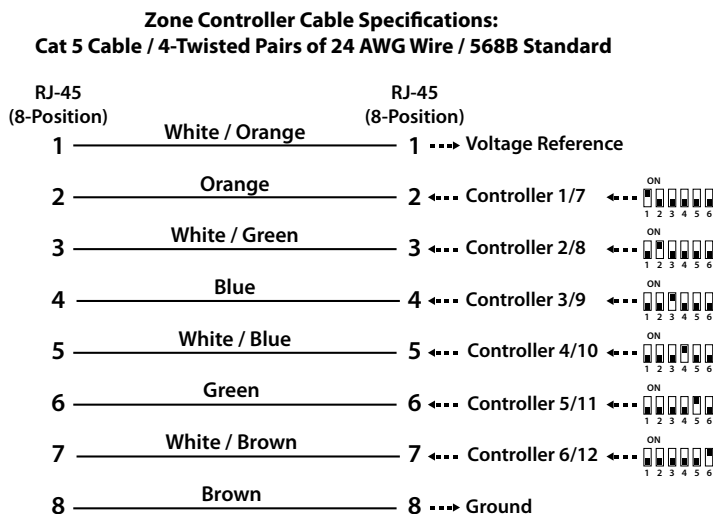 Zone Controller Cable Specifications:
Cat 5 Cable / 4-Twisted Pairs of 24 AWG Wire / 568B Standard
RJ-45 RJ-45
(8-Position) (8-Position)
1 White / Orange 1 Voltage Reference
2 Orange 2 Controller 1/7 ON
1 2 3 4 5 6
3 White / Green 3 Controller 2/8 ON
1 2 3 4 5 6
4 Blue 4 Controller 3/9 ON
1 2 3 4 5 6
5 White / Blue 5 Controller 4/10 ON
1 2 3 4 5 6
6 Green 6 Controller 5/11 ON
1 2 3 4 5 6
7 White / Brown 7 Controller 6/12 ON
1 2 3 4 5 6
8 Brown 8 Ground